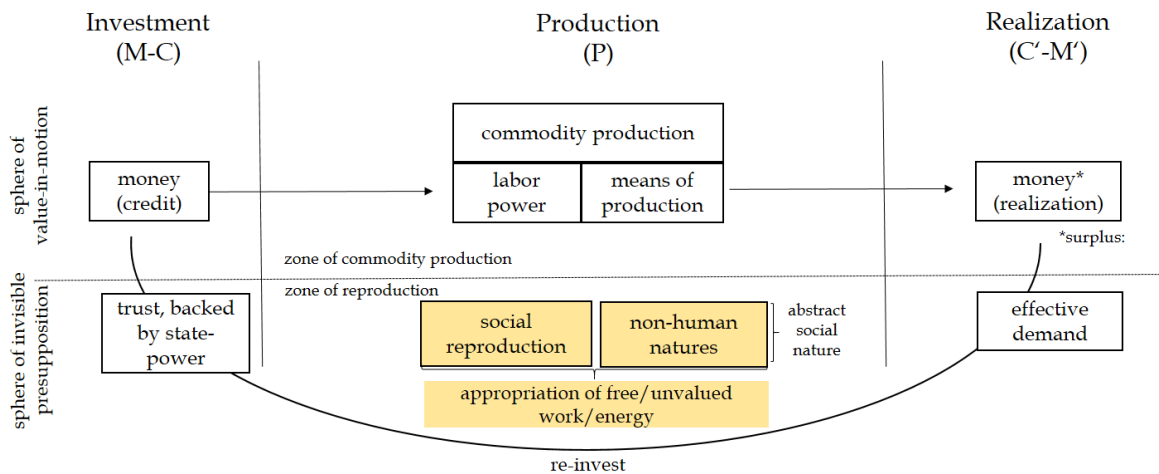 Investment
(M-C)
Production
(P)
Realization
(C‘-M‘)
sphere of
value-in-motion
money
(credit)
commodity production
labor
power
means of
production
money*
(realization)
*surplus:
zone of commodity production
zone of reproduction
sphere of invisible
presupposition
trust, backed
by state-
power
social
reproduction
non-human
natures
abstract
social
nature
effective
demand
appropriation of free/unvalued
work/energy
re-invest